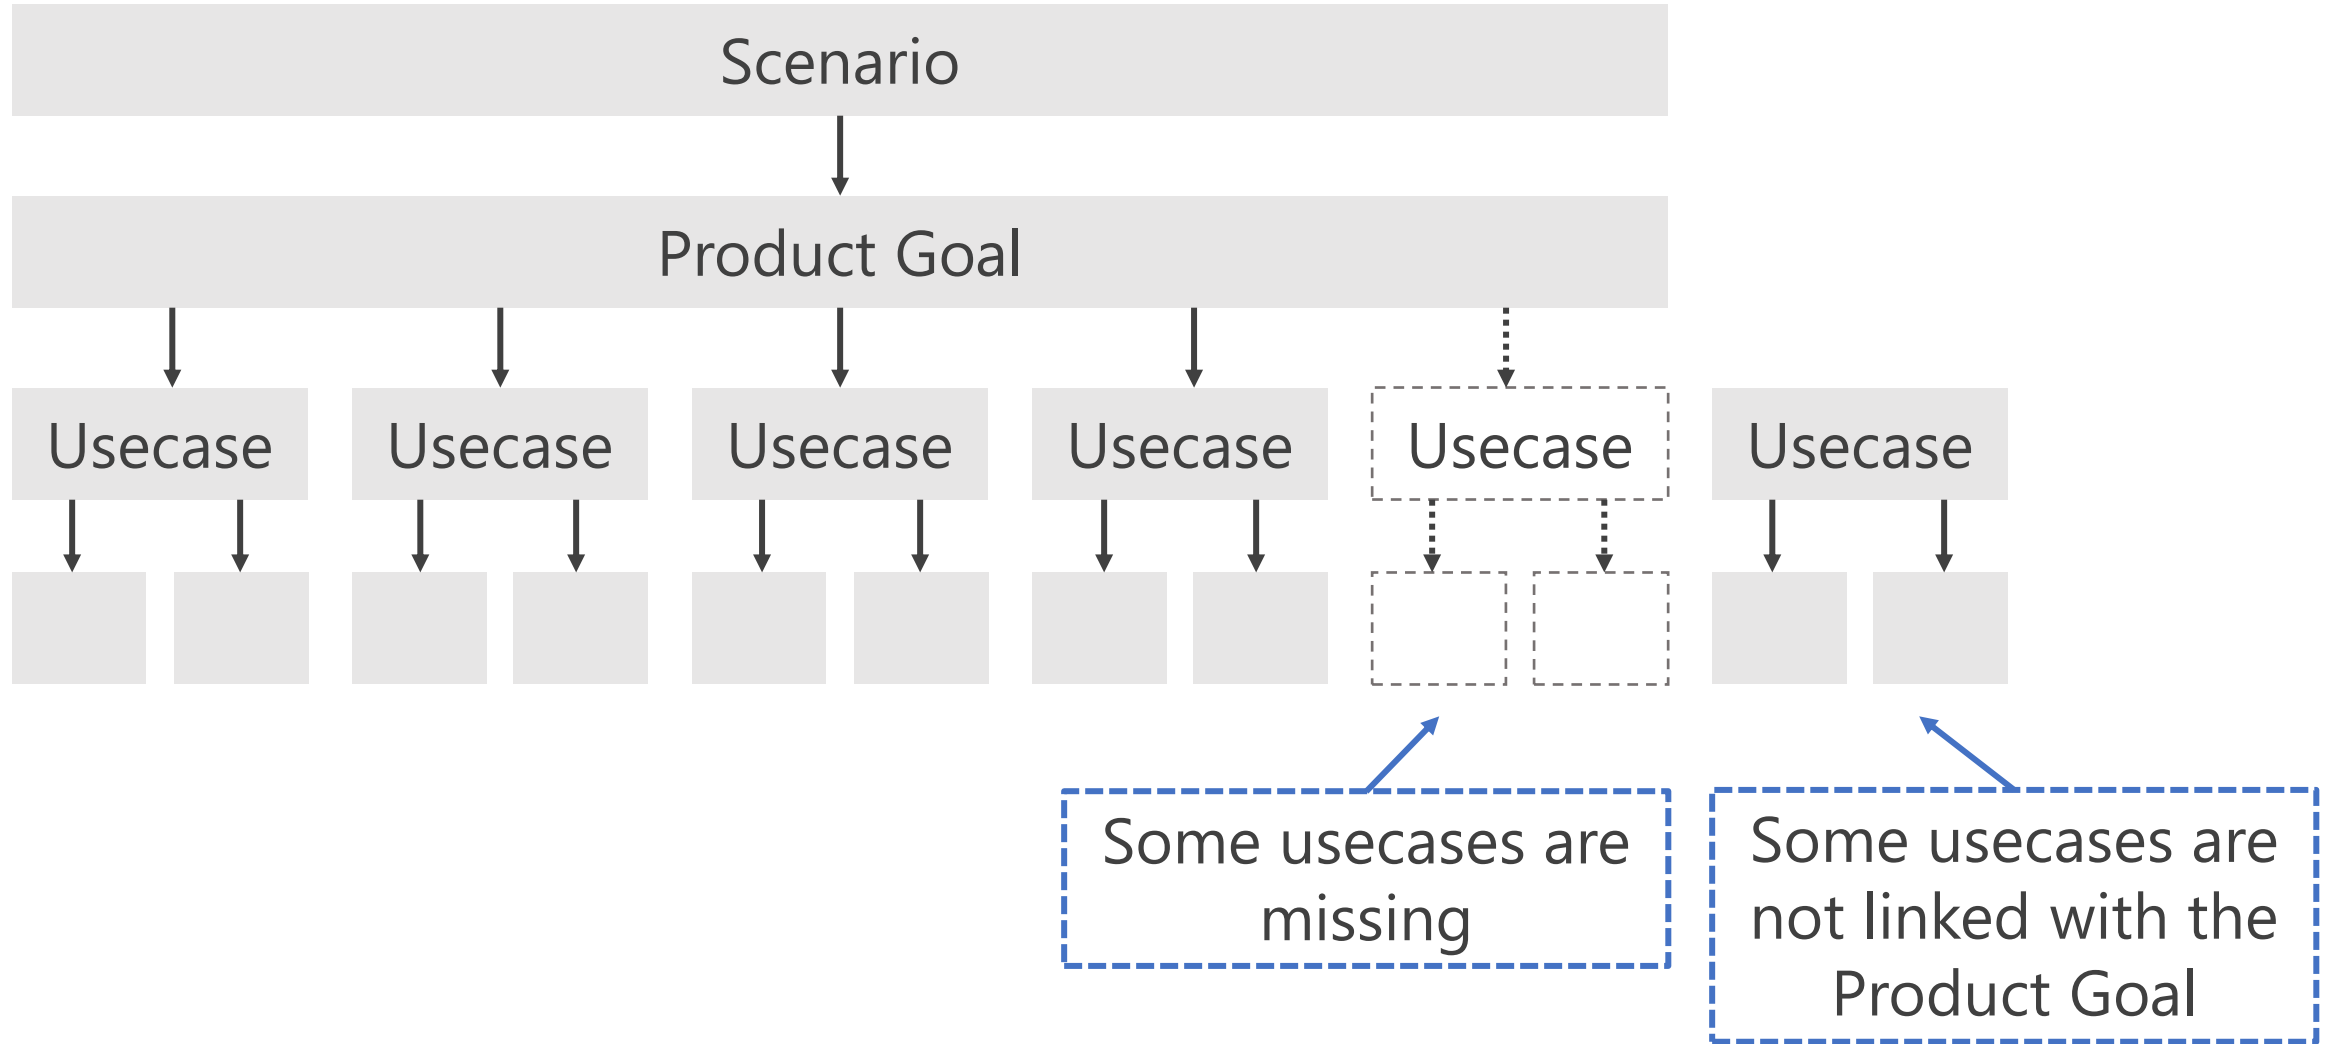 Scenario
Product Goal
Usecase
Usecase
Usecase
Usecase
Usecase
Usecase
Some usecases are
missing
Some usecases are
not linked with the
Product Goal